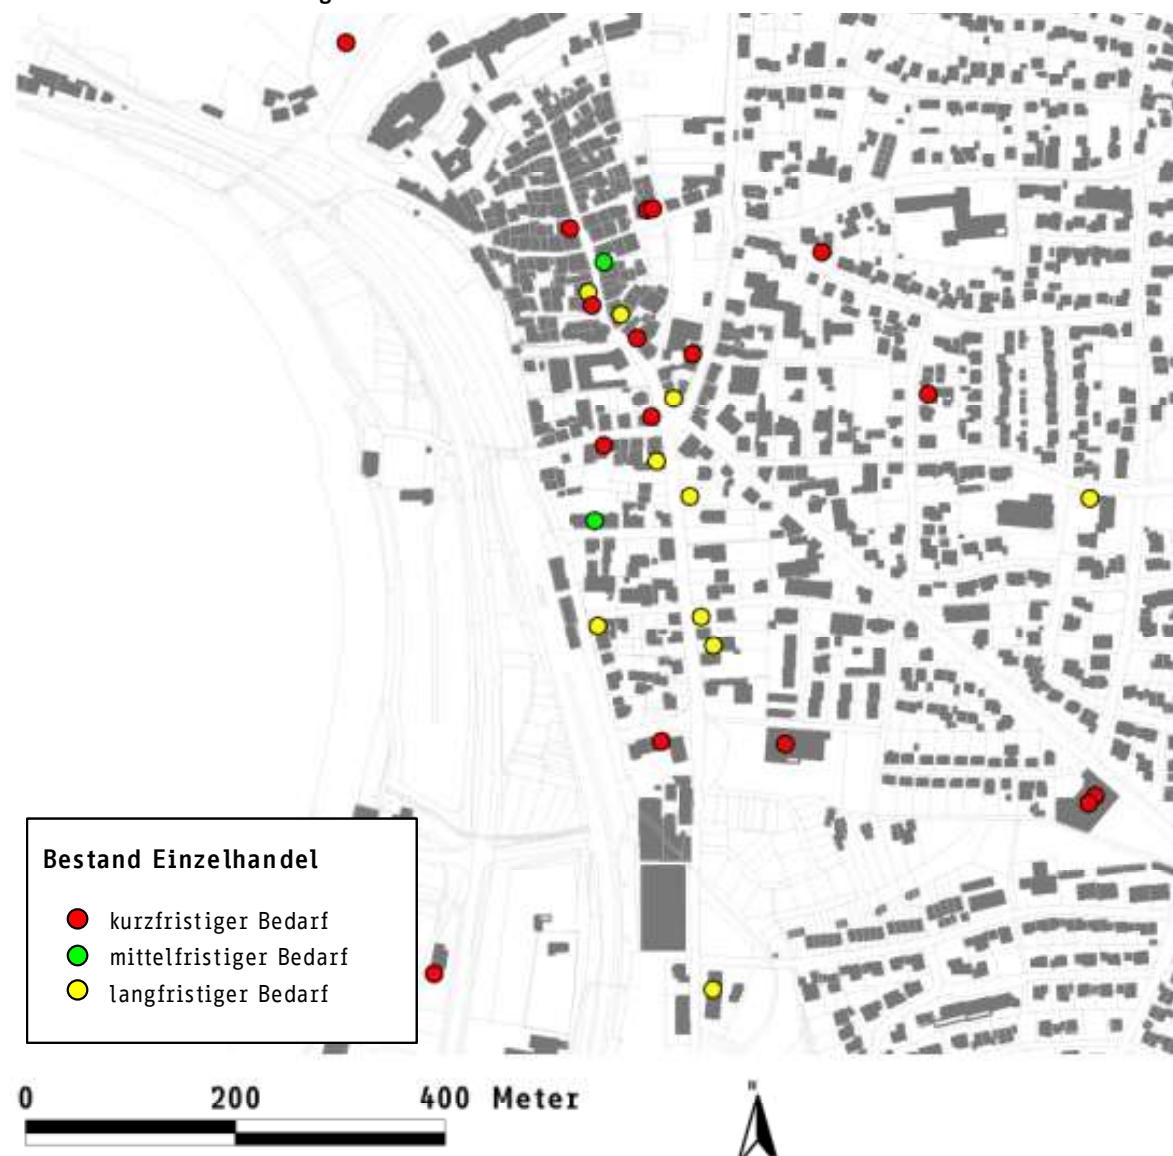 Bestand Einzelhandel
kurzfristiger Bedarf
mittelfristiger Bedarf
langfristiger Bedarf
0 200 400 Meter
N